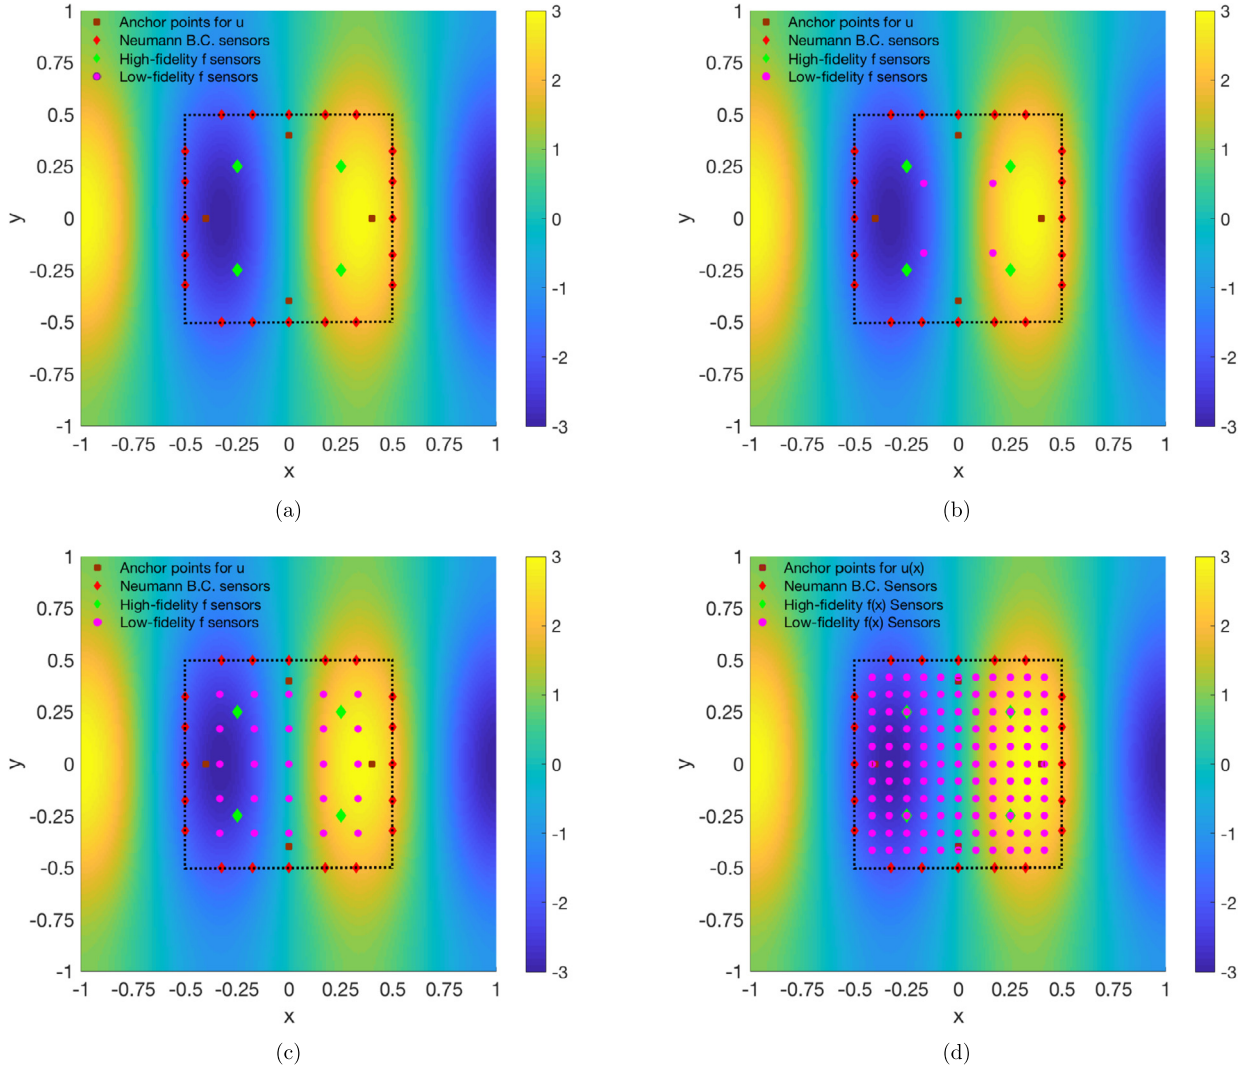 Anchor points for u
Neumann B.C. sensors
High-fidelity f sensors
Low-fidelity f sensors
1
0.75
0.5
0.25
0
-0.25
-0.5
-0.75
-1
y
-1 -0.75 -0.5 -0.25 0 0.25 0.5 0.75 1
x
3
2
1
0
-1
-2
-3
(a)
Anchor points for u
Neumann B.C. sensors
High-fidelity f sensors
Low-fidelity f sensors
1
0.75
0.5
0.25
0
-0.25
-0.5
-0.75
-1
y
-1 -0.75 -0.5 -0.25 0 0.25 0.5 0.75 1
x
3
2
1
0
-1
-2
-3
(b)
Anchor points for u
Neumann B.C. sensors
High-fidelity f sensors
Low-fidelity f sensors
1
0.75
0.5
0.25
0
-0.25
-0.5
-0.75
-1
y
-1 -0.75 -0.5 -0.25 0 0.25 0.5 0.75 1
x
3
2
1
0
-1
-2
-3
(c)
Anchor points for u(x)
Neumann B.C. Sensors
High-fidelity f(x) Sensors
Low-fidelity f(x) Sensors
1
0.75
0.5
0.25
0
-0.25
-0.5
-0.75
-1
y
-1 -0.75 -0.5 -0.25 0 0.25 0.5 0.75 1
x
3
2
1
0
-1
-2
-3
(d)